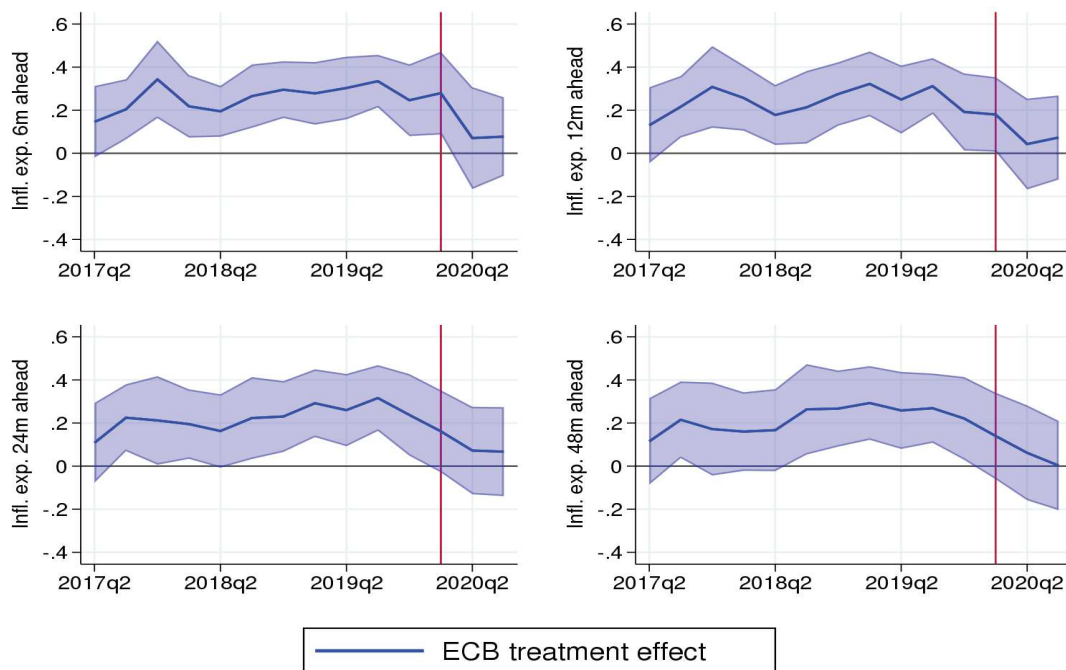 Infl. exp. 6m ahead
.6
.4
.2
0
-.2
-.4
2017q2 2018q2 2019q2 2020q2
Infl. exp. 12m ahead
.6
.4
.2
0
-.2
-.4
2017q2 2018q2 2019q2 2020q2
Infl. exp. 24m ahead
.6
.4
.2
0
-.2
-.4
2017q2 2018q2 2019q2 2020q2
Infl. exp. 48m ahead
.6
.4
.2
0
-.2
-.4
2017q2 2018q2 2019q2 2020q2
ECB treatment effect